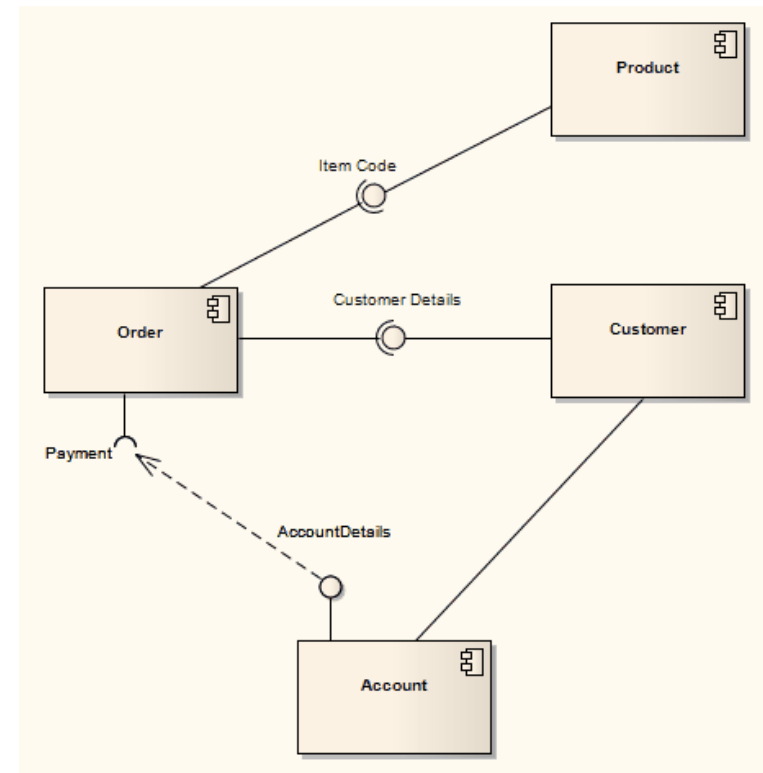 Product
Item Code
Customer Details
Order
Customer
Payment
AccountDetails
Account